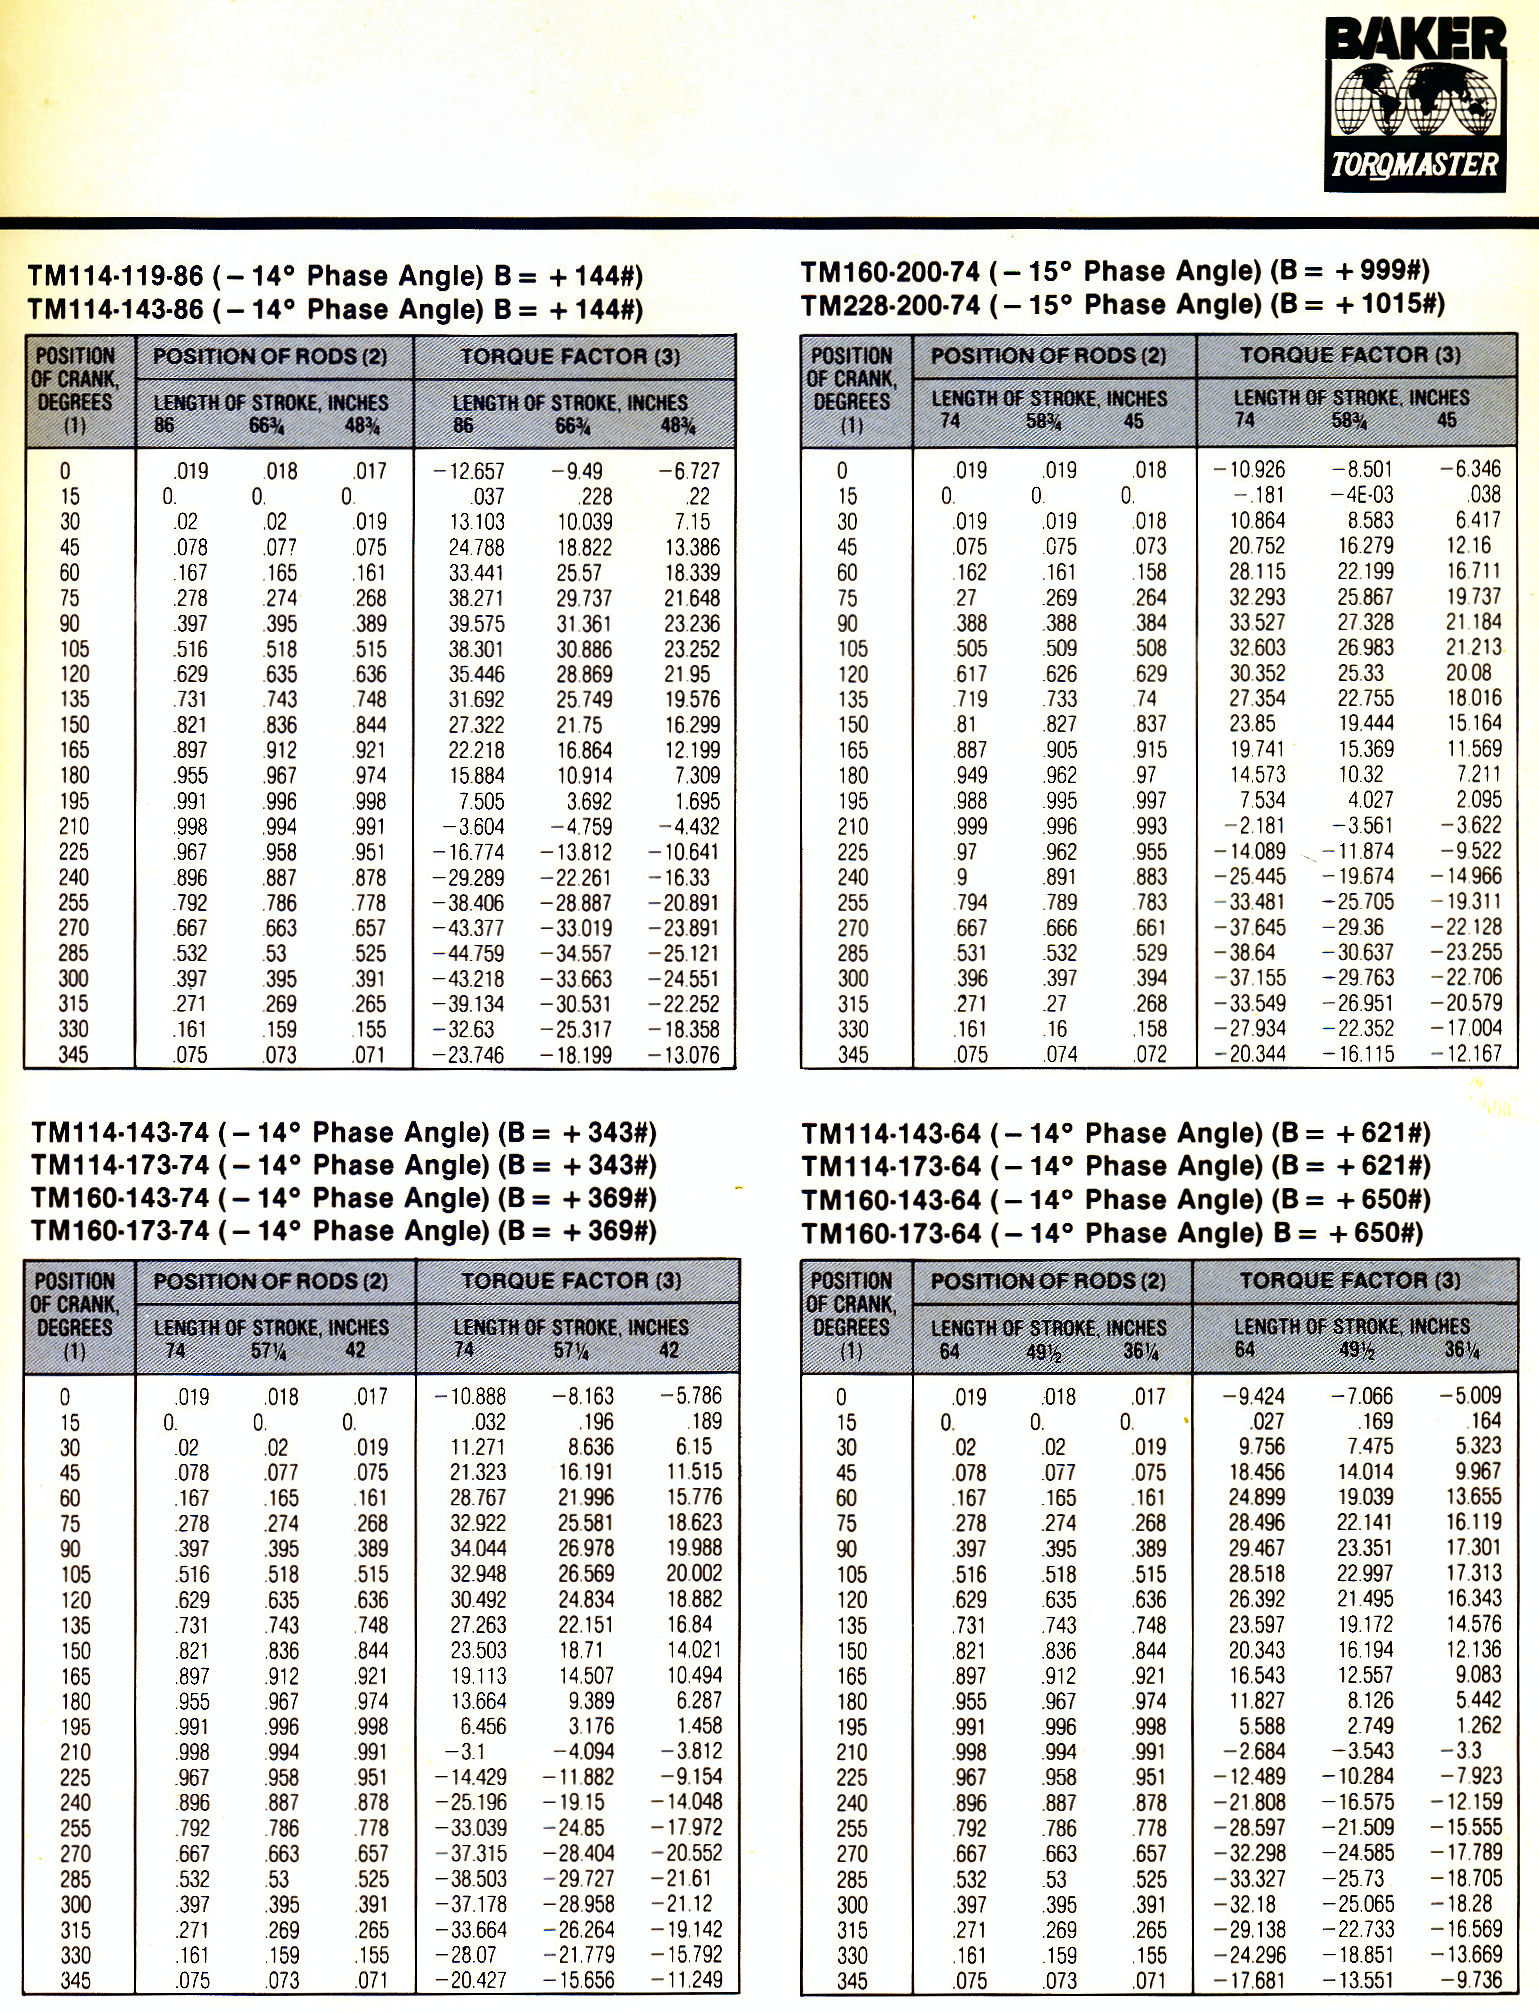 BAKER
TORQMASTER
TM114-119-86 (−14° Phase Angle) B = +144#)
TM114-143-86 (−14° Phase Angle) B = +144#)
POSITION OF CRANK, DEGREES (1) POSITION OF RODS (2) TORQUE FACTOR (3)
LENGTH OF STROKE, INCHES LENGTH OF STROKE, INCHES
86 66¾ 48¾ 86 66¾ 48¾
0 .019 .018 .017 −12.657 −9.49 −6.727
15 0. 0. 0. .037 .228 .22
30 .02 .02 .019 13.103 10.039 7.15
45 .078 .077 .075 24.788 18.822 13.386
60 .167 .165 .161 33.441 25.57 18.339
75 .278 .274 .268 38.271 29.737 21.648
90 .397 .395 .389 39.575 31.361 23.236
105 .516 .518 .515 38.301 30.886 23.252
120 .629 .635 .636 35.446 28.869 21.95
135 .731 .743 .748 31.692 25.749 19.576
150 .821 .836 .844 27.322 21.75 16.299
165 .897 .912 .921 22.218 16.864 12.199
180 .955 .967 .974 15.884 10.914 7.309
195 .991 .996 .998 7.505 3.692 1.695
210 .998 .994 .991 −3.604 −4.759 −4.432
225 .967 .958 .951 −16.774 −13.812 −10.641
240 .896 .887 .878 −29.289 −22.261 −16.33
255 .792 .786 .778 −38.406 −28.887 −20.891
270 .667 .663 .657 −43.377 −33.019 −23.891
285 .532 .53 .525 −44.759 −34.557 −25.121
300 .397 .395 .391 −43.218 −33.663 −24.551
315 .271 .269 .265 −39.134 −30.531 −22.252
330 .161 .159 .155 −32.63 −25.317 −18.358
345 .075 .073 .071 −23.746 −18.199 −13.076
TM160-200-74 (−15° Phase Angle) (B = +999#)
TM228-200-74 (−15° Phase Angle) (B = +1015#)
POSITION OF CRANK, DEGREES (1) POSITION OF RODS (2) TORQUE FACTOR (3)
LENGTH OF STROKE, INCHES LENGTH OF STROKE, INCHES
74 58¾ 45 74 58¾ 45
0 .019 .019 .018 −10.926 −8.501 −6.346
15 0. 0. 0. −.181 −4E-03 .038
30 .019 .019 .018 10.864 8.583 6.417
45 .075 .075 .073 20.752 16.279 12.16
60 .162 .161 .158 28.115 22.199 16.711
75 .27 .269 .264 32.293 25.867 19.737
90 .388 .388 .384 33.527 27.328 21.184
105 .505 .509 .508 32.603 26.983 21.213
120 .617 .626 .629 30.352 25.33 20.08
135 .719 .733 .74 27.354 22.755 18.016
150 .81 .827 .837 23.85 19.444 15.164
165 .887 .905 .915 19.741 15.369 11.569
180 .949 .962 .97 14.573 10.32 7.211
195 .988 .995 .997 7.534 4.027 2.095
210 .999 .996 .993 −2.181 −3.561 −3.622
225 .97 .962 .955 −14.089 −11.874 −9.522
240 .9 .891 .883 −25.445 −19.674 −14.966
255 .794 .789 .783 −33.481 −25.705 −19.311
270 .667 .666 .661 −37.645 −29.36 −22.128
285 .531 .532 .529 −38.64 −30.637 −23.255
300 .396 .397 .394 −37.155 −29.763 −22.706
315 .271 .27 .268 −33.549 −26.951 −20.579
330 .161 .16 .158 −27.934 −22.352 −17.004
345 .075 .074 .072 −20.344 −16.115 −12.167
TM114-143-74 (−14° Phase Angle) (B = +343#)
TM114-173-74 (−14° Phase Angle) (B = +343#)
TM160-143-74 (−14° Phase Angle) (B = +369#)
TM160-173-74 (−14° Phase Angle) (B = +369#)
POSITION OF CRANK, DEGREES (1) POSITION OF RODS (2) TORQUE FACTOR (3)
LENGTH OF STROKE, INCHES LENGTH OF STROKE, INCHES
74 57¼ 42 74 57¼ 42
0 .019 .018 .017 −10.888 −8.163 −5.786
15 0. 0. 0. .032 .196 .189
30 .02 .02 .019 11.271 8.636 6.15
45 .078 .077 .075 21.323 16.191 11.515
60 .167 .165 .161 28.767 21.996 15.776
75 .278 .274 .268 32.922 25.581 18.623
90 .397 .395 .389 34.044 26.978 19.988
105 .516 .518 .515 32.948 26.569 20.002
120 .629 .635 .636 30.492 24.834 18.882
135 .731 .743 .748 27.263 22.151 16.84
150 .821 .836 .844 23.503 18.71 14.021
165 .897 .912 .921 19.113 14.507 10.494
180 .955 .967 .974 13.664 9.389 6.287
195 .991 .996 .998 6.456 3.176 1.458
210 .998 .994 .991 −3.1 −4.094 −3.812
225 .967 .958 .951 −14.429 −11.882 −9.154
240 .896 .887 .878 −25.196 −19.15 −14.048
255 .792 .786 .778 −33.039 −24.85 −17.972
270 .667 .663 .657 −37.315 −28.404 −20.552
285 .532 .53 .525 −38.503 −29.727 −21.61
300 .397 .395 .391 −37.178 −28.958 −21.12
315 .271 .269 .265 −33.664 −26.264 −19.142
330 .161 .159 .155 −28.07 −21.779 −15.792
345 .075 .073 .071 −20.427 −15.656 −11.249
TM114-143-64 (−14° Phase Angle) (B = +621#)
TM114-173-64 (−14° Phase Angle) (B = +621#)
TM160-143-64 (−14° Phase Angle) (B = +650#)
TM160-173-64 (−14° Phase Angle) B = +650#)
POSITION OF CRANK, DEGREES (1) POSITION OF RODS (2) TORQUE FACTOR (3)
LENGTH OF STROKE, INCHES LENGTH OF STROKE, INCHES
64 49½ 36¼ 64 49½ 36¼
0 .019 .018 .017 −9.424 −7.066 −5.009
15 0. 0. 0. .027 .169 .164
30 .02 .02 .019 9.756 7.475 5.323
45 .078 .077 .075 18.456 14.014 9.967
60 .167 .165 .161 24.899 19.039 13.655
75 .278 .274 .268 28.496 22.141 16.119
90 .397 .395 .389 29.467 23.351 17.301
105 .516 .518 .515 28.518 22.997 17.313
120 .629 .635 .636 26.392 21.495 16.343
135 .731 .743 .748 23.597 19.172 14.576
150 .821 .836 .844 20.343 16.194 12.136
165 .897 .912 .921 16.543 12.557 9.083
180 .955 .967 .974 11.827 8.126 5.442
195 .991 .996 .998 5.588 2.749 1.262
210 .998 .994 .991 −2.684 −3.543 −3.3
225 .967 .958 .951 −12.489 −10.284 −7.923
240 .896 .887 .878 −21.808 −16.575 −12.159
255 .792 .786 .778 −28.597 −21.509 −15.555
270 .667 .663 .657 −32.298 −24.585 −17.789
285 .532 .53 .525 −33.327 −25.73 −18.705
300 .397 .395 .391 −32.18 −25.065 −18.28
315 .271 .269 .265 −29.138 −22.733 −16.569
330 .161 .159 .155 −24.296 −18.851 −13.669
345 .075 .073 .071 −17.681 −13.551 −9.736